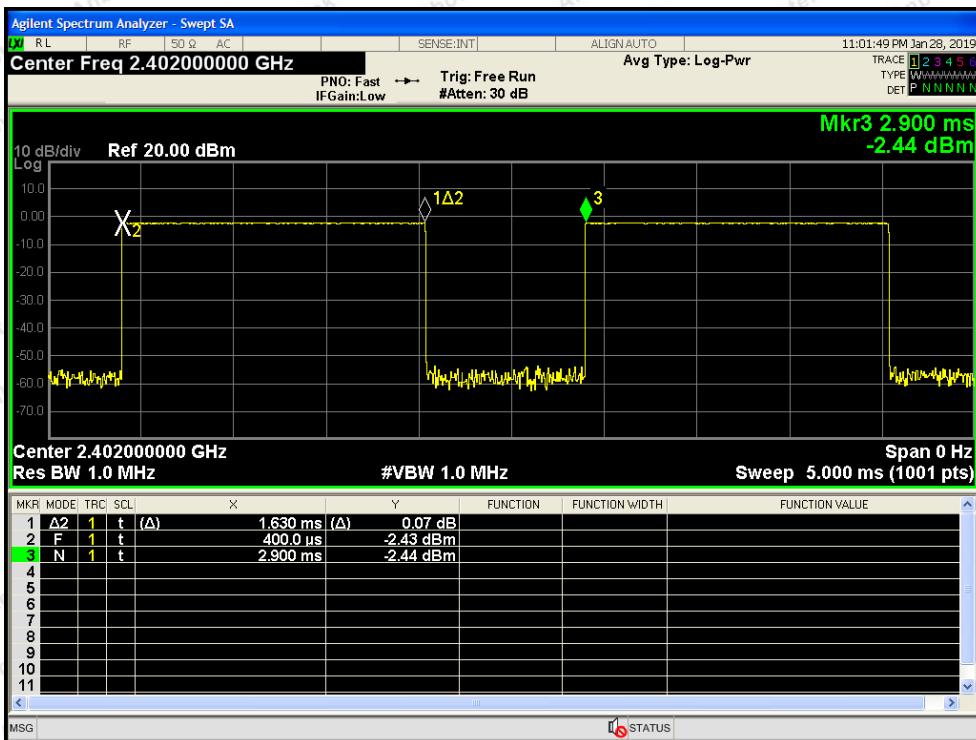 Agilent Spectrum Analyzer - Swept SA
LXI RL RF 50 Ω AC SENSE:INT ALIGN AUTO 11:01:49 PM Jan 28, 2019
Center Freq 2.402000000 GHz Avg Type: Log-Pwr TRACE 1 2 3 4 5 6
PNO: Fast Trig: Free Run TYPE WWWWWW
IFGain:Low #Atten: 30 dB DET P N N N N N
Mkr3 2.900 ms
10 dB/div Ref 20.00 dBm -2.44 dBm
Log
10.0
1Δ2 3
0.00
2
-10.0
-20.0
-30.0
-40.0
-50.0
-60.0
-70.0
Center 2.402000000 GHz Span 0 Hz
Res BW 1.0 MHz #VBW 1.0 MHz Sweep 5.000 ms (1001 pts)
MKR MODE TRC SCL X Y FUNCTION FUNCTION WIDTH FUNCTION VALUE
1 Δ2 1 t (Δ) 1.630 ms (Δ) 0.07 dB
2 F 1 t 400.0 µs -2.43 dBm
3 N 1 t 2.900 ms -2.44 dBm
4
5
6
7
8
9
10
11
MSG STATUS